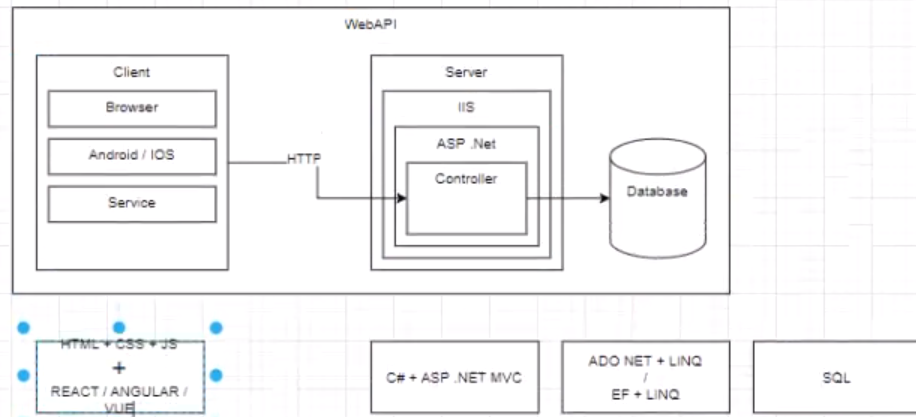 WebAPI
Client
Browser
Android / IOS
Service
HTTP
Server
IIS
ASP .Net
Controller
Database
HTML + CSS + JS
+
REACT / ANGULAR /
VUE
C# + ASP .NET MVC
ADO NET + LINQ
/
EF + LINQ
SQL